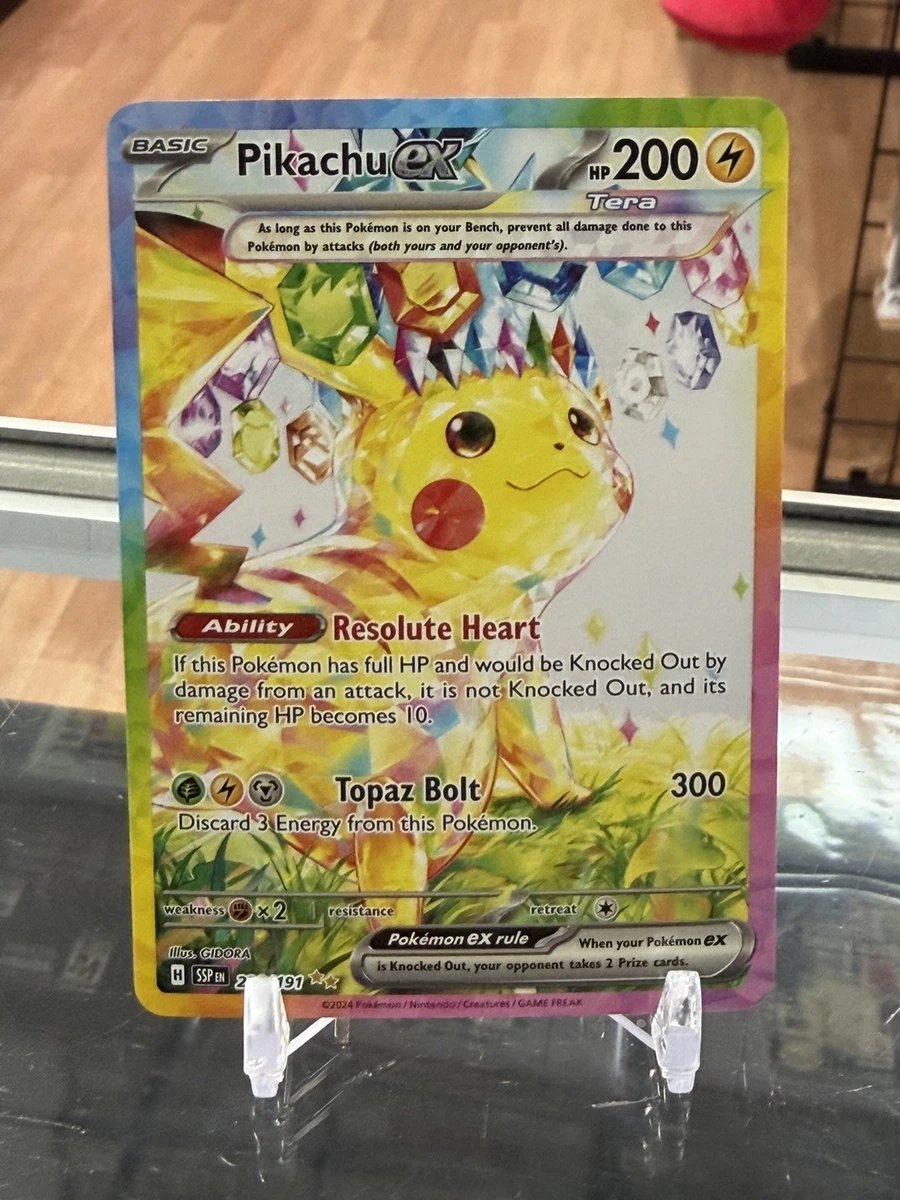 BASIC Pikachu ex HP 200
Tera
As long as this Pokémon is on your Bench, prevent all damage done to this
Pokémon by attacks (both yours and your opponent's).
Ability Resolute Heart
If this Pokémon has full HP and would be Knocked Out by
damage from an attack, it is not Knocked Out, and its
remaining HP becomes 10.
Topaz Bolt 300
Discard 3 Energy from this Pokémon.
weakness ×2 resistance retreat
Pokémon ex rule When your Pokémon ex
is Knocked Out, your opponent takes 2 Prize cards.
Illus. GIDORA
H SSP EN /191
©2024 Pokémon / Nintendo / Creatures / GAME FREAK